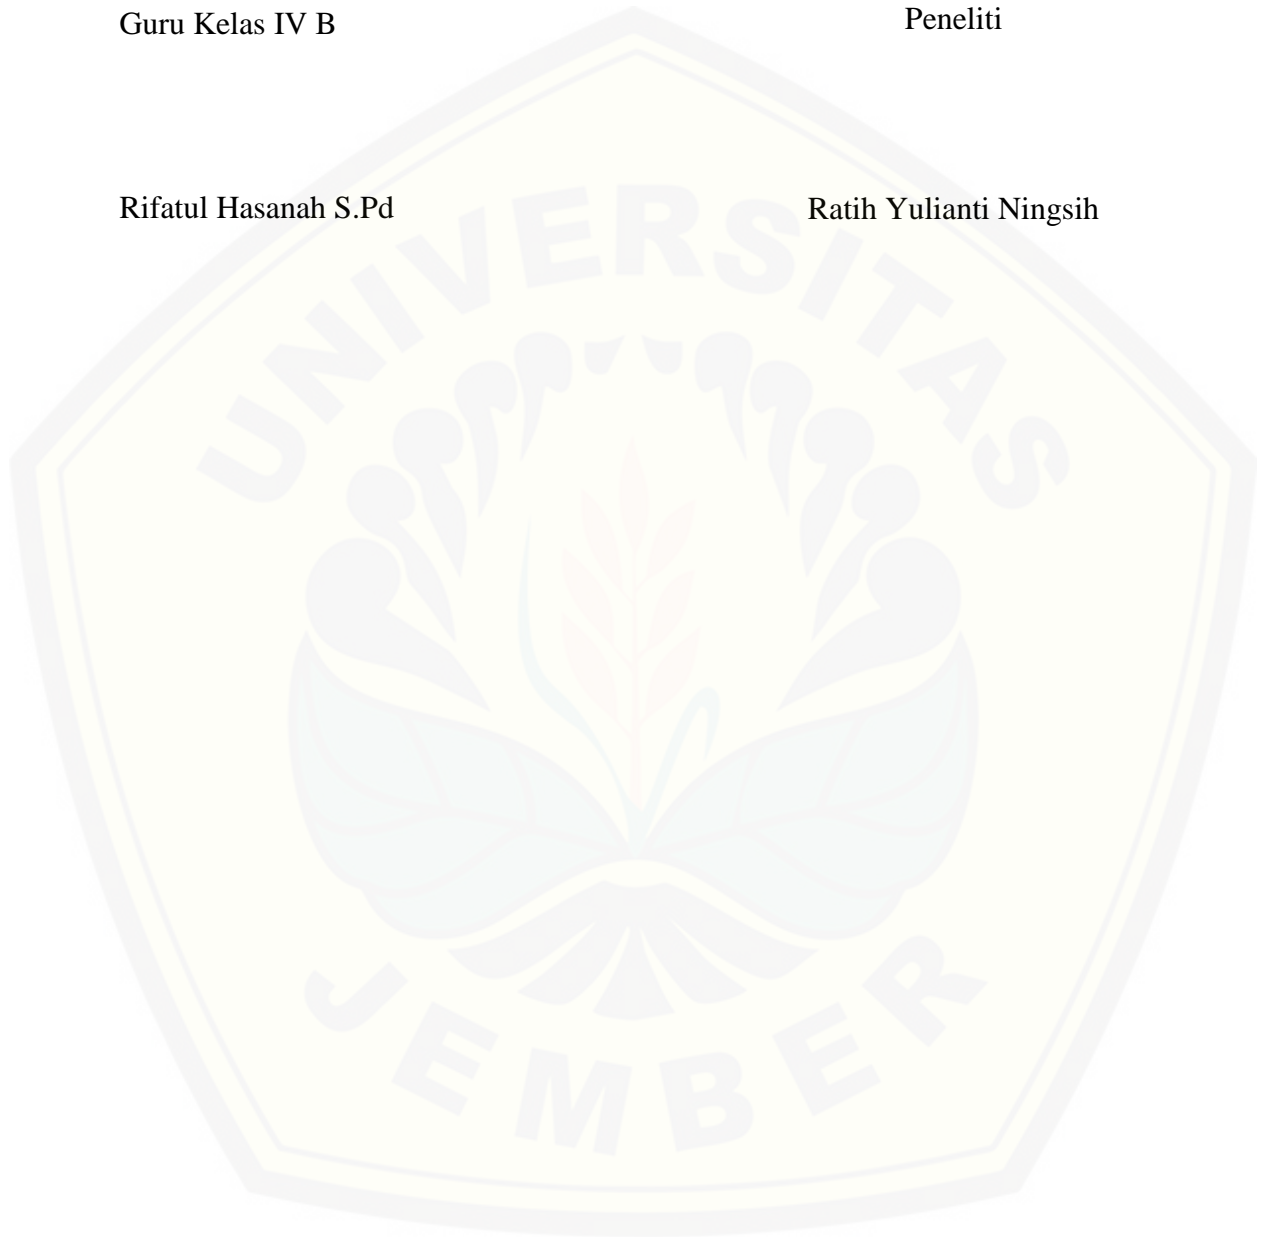 Guru Kelas IV B
Peneliti
Rifatul Hasanah S.Pd
Ratih Yulianti Ningsih
UNIVERSITAS
JEMBER